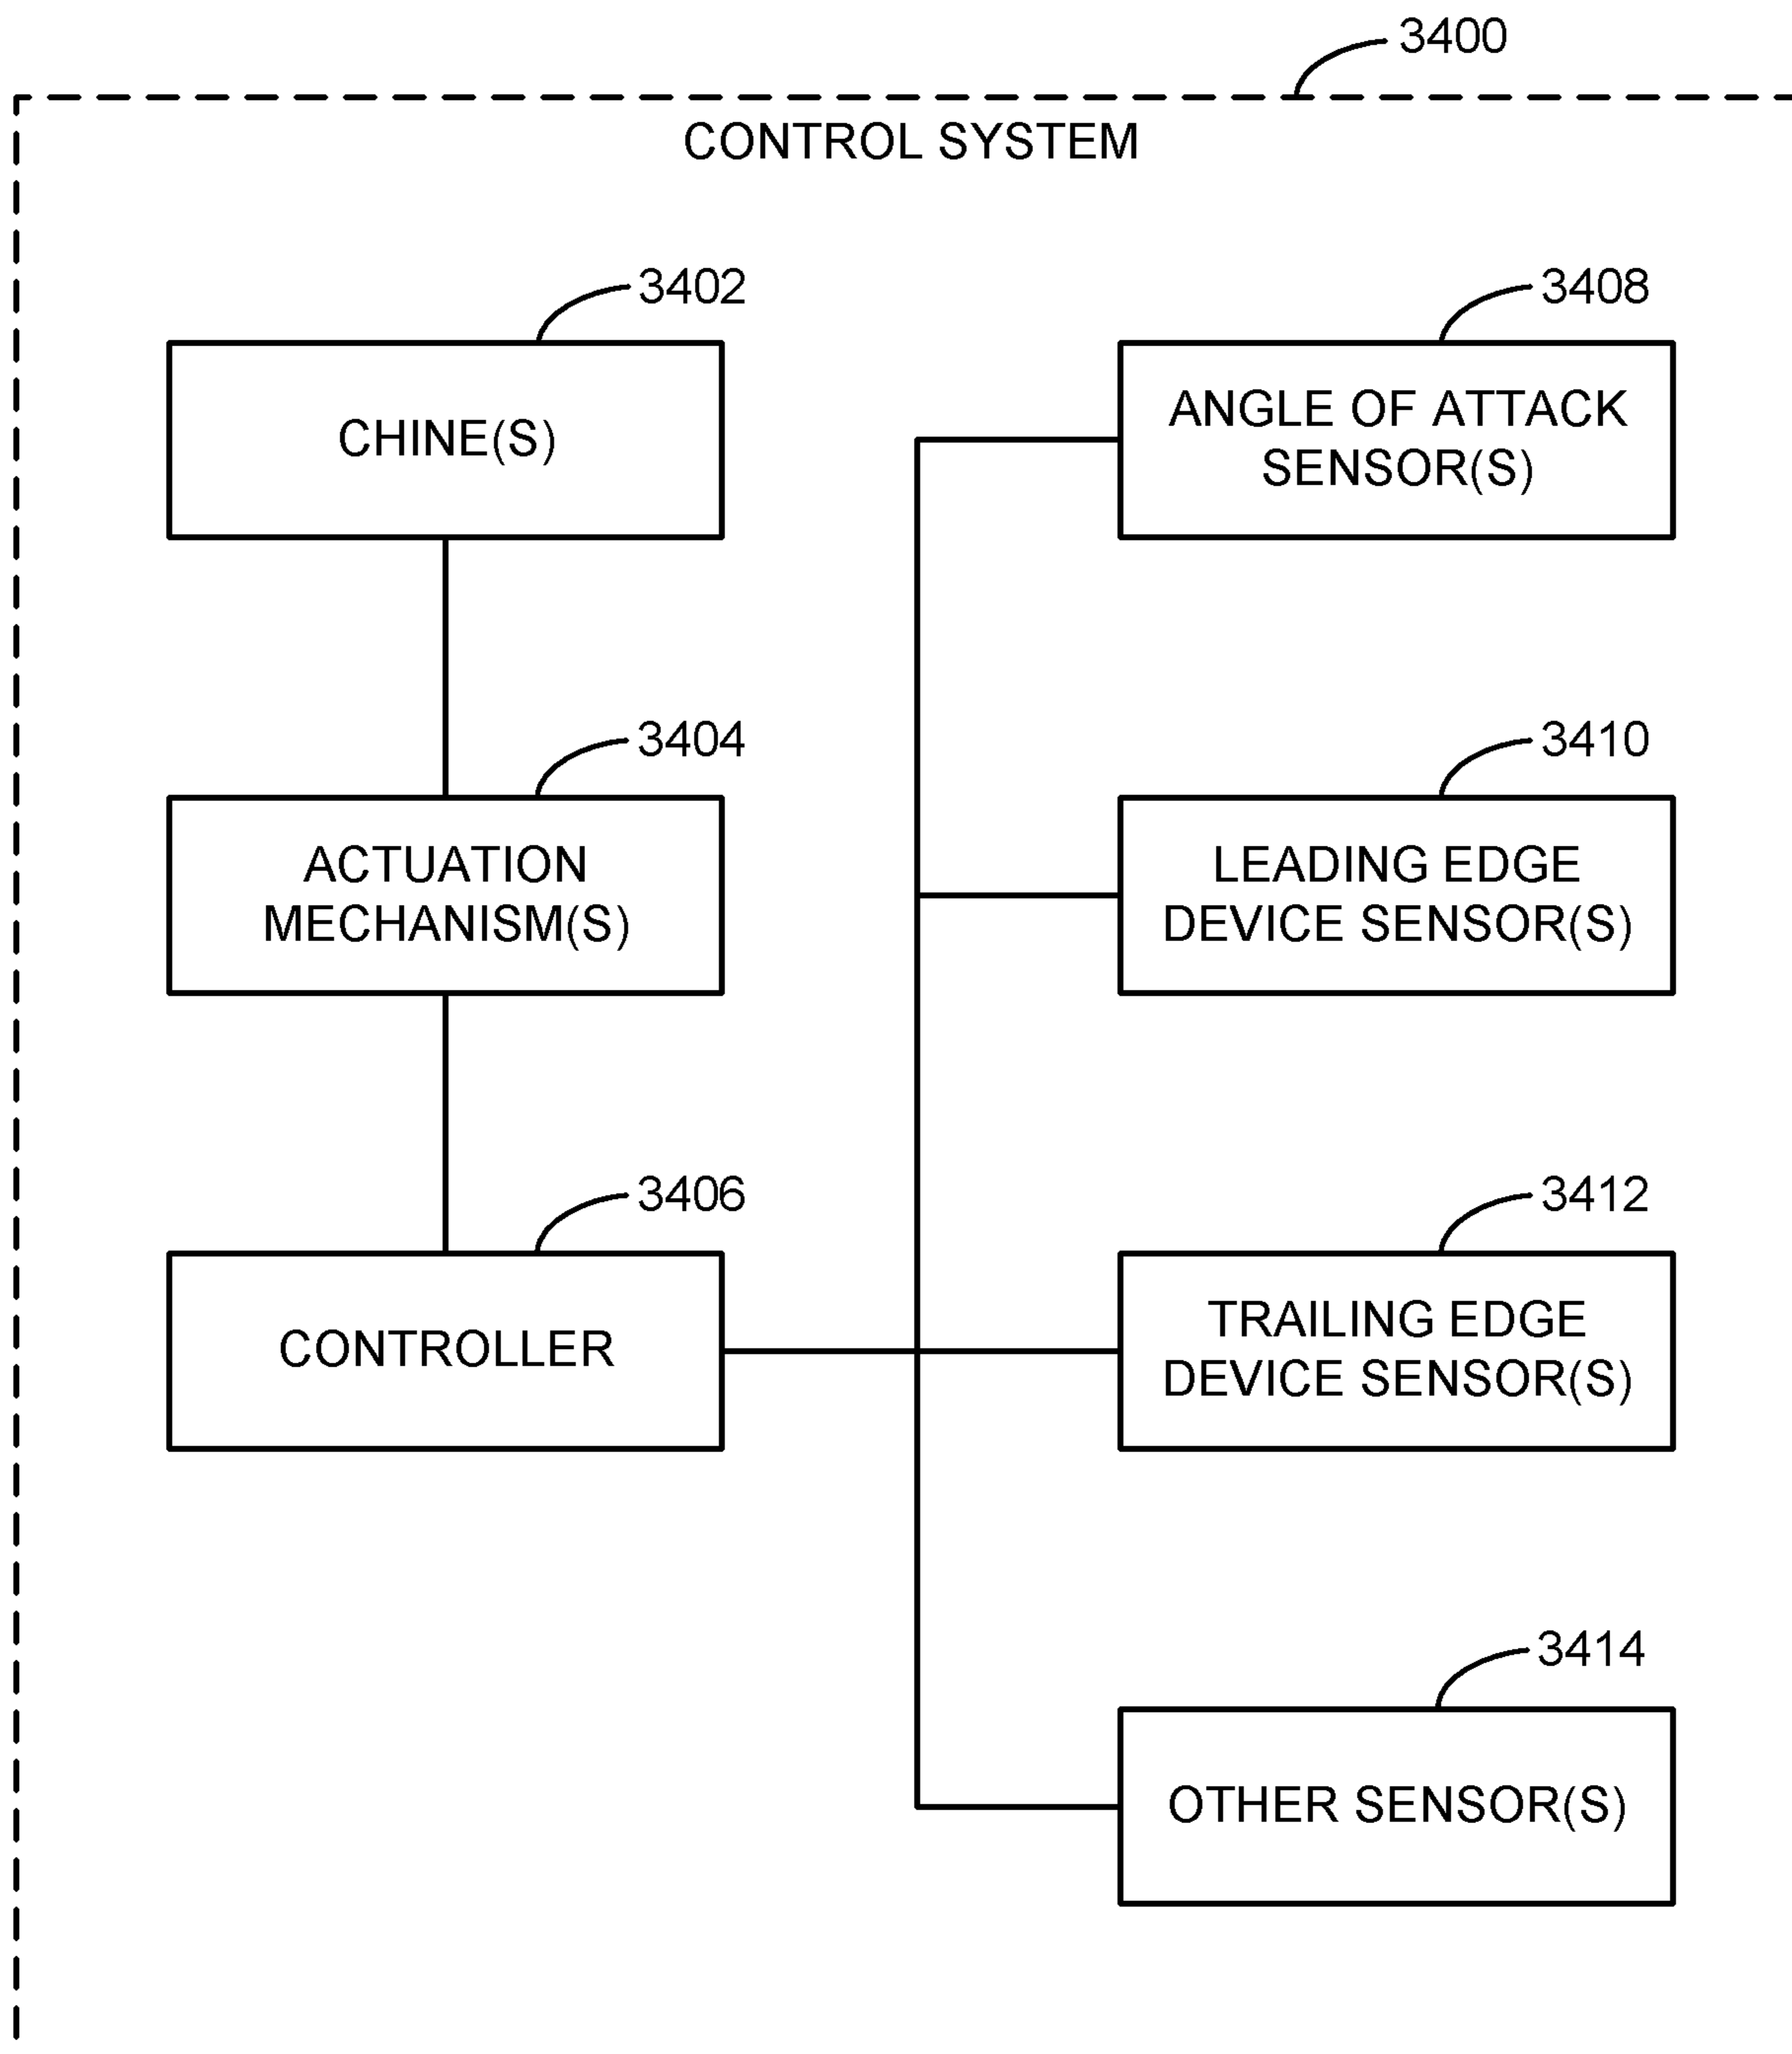 3400
CONTROL SYSTEM
3402
CHINE(S)
3404
ACTUATION
MECHANISM(S)
3406
CONTROLLER
3408
ANGLE OF ATTACK
SENSOR(S)
3410
LEADING EDGE
DEVICE SENSOR(S)
3412
TRAILING EDGE
DEVICE SENSOR(S)
3414
OTHER SENSOR(S)